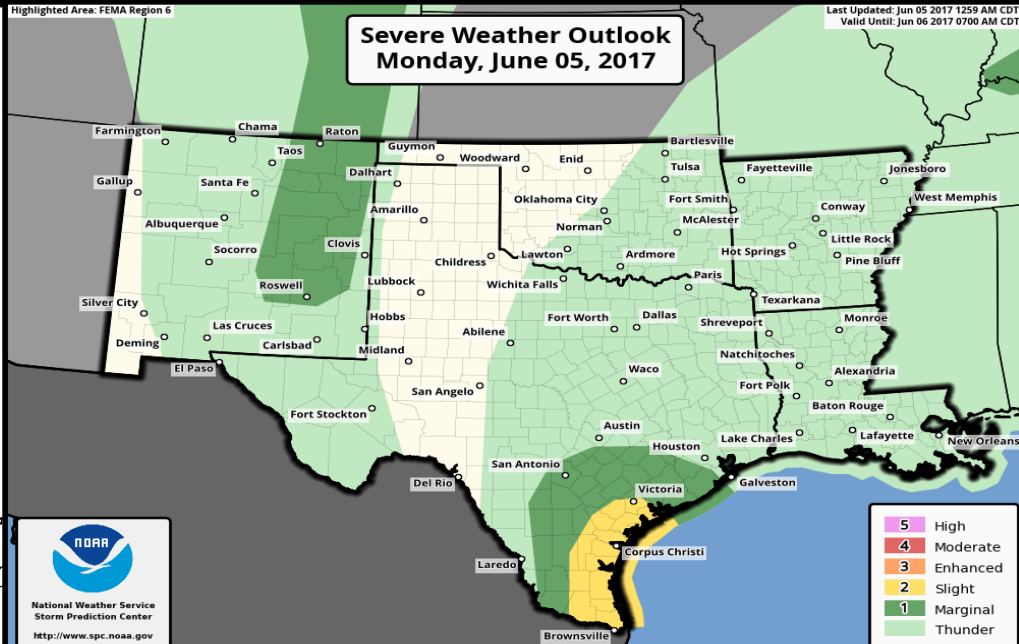 Highlighted Area: FEMA Region 6
Last Updated: Jun 05 2017 1259 AM CDT
Valid Until: Jun 06 2017 0700 AM CDT
Severe Weather Outlook
Monday, June 05, 2017
Farmington
Chama
Raton
Taos
Guymon
Woodward
Enid
Bartlesville
Tulsa
Fayetteville
Jonesboro
Gallup
Santa Fe
Dalhart
Amarillo
Oklahoma City
Fort Smith
West Memphis
Albuquerque
Norman
McAlester
Conway
Socorro
Clovis
Childress
Lawton
Ardmore
Hot Springs
Little Rock
Pine Bluff
Roswell
Lubbock
Wichita Falls
Paris
Texarkana
Silver City
Las Cruces
Hobbs
Fort Worth
Dallas
Shreveport
Monroe
Deming
Carlsbad
Midland
Abilene
Natchitoches
El Paso
San Angelo
Waco
Fort Polk
Alexandria
Fort Stockton
Austin
Baton Rouge
Houston
Lake Charles
Lafayette
New Orleans
San Antonio
Del Rio
Victoria
Galveston
Corpus Christi
Laredo
Brownsville
NOAA
National Weather Service
Storm Prediction Center
http://www.spc.noaa.gov
5 High
4 Moderate
3 Enhanced
2 Slight
1 Marginal
Thunder